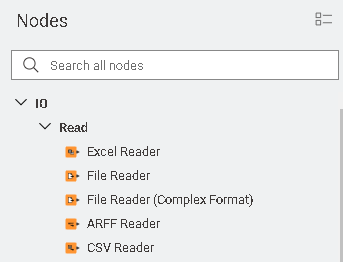 Nodes
Search all nodes
IO
Read
Excel Reader
File Reader
File Reader (Complex Format)
ARFF Reader
CSV Reader